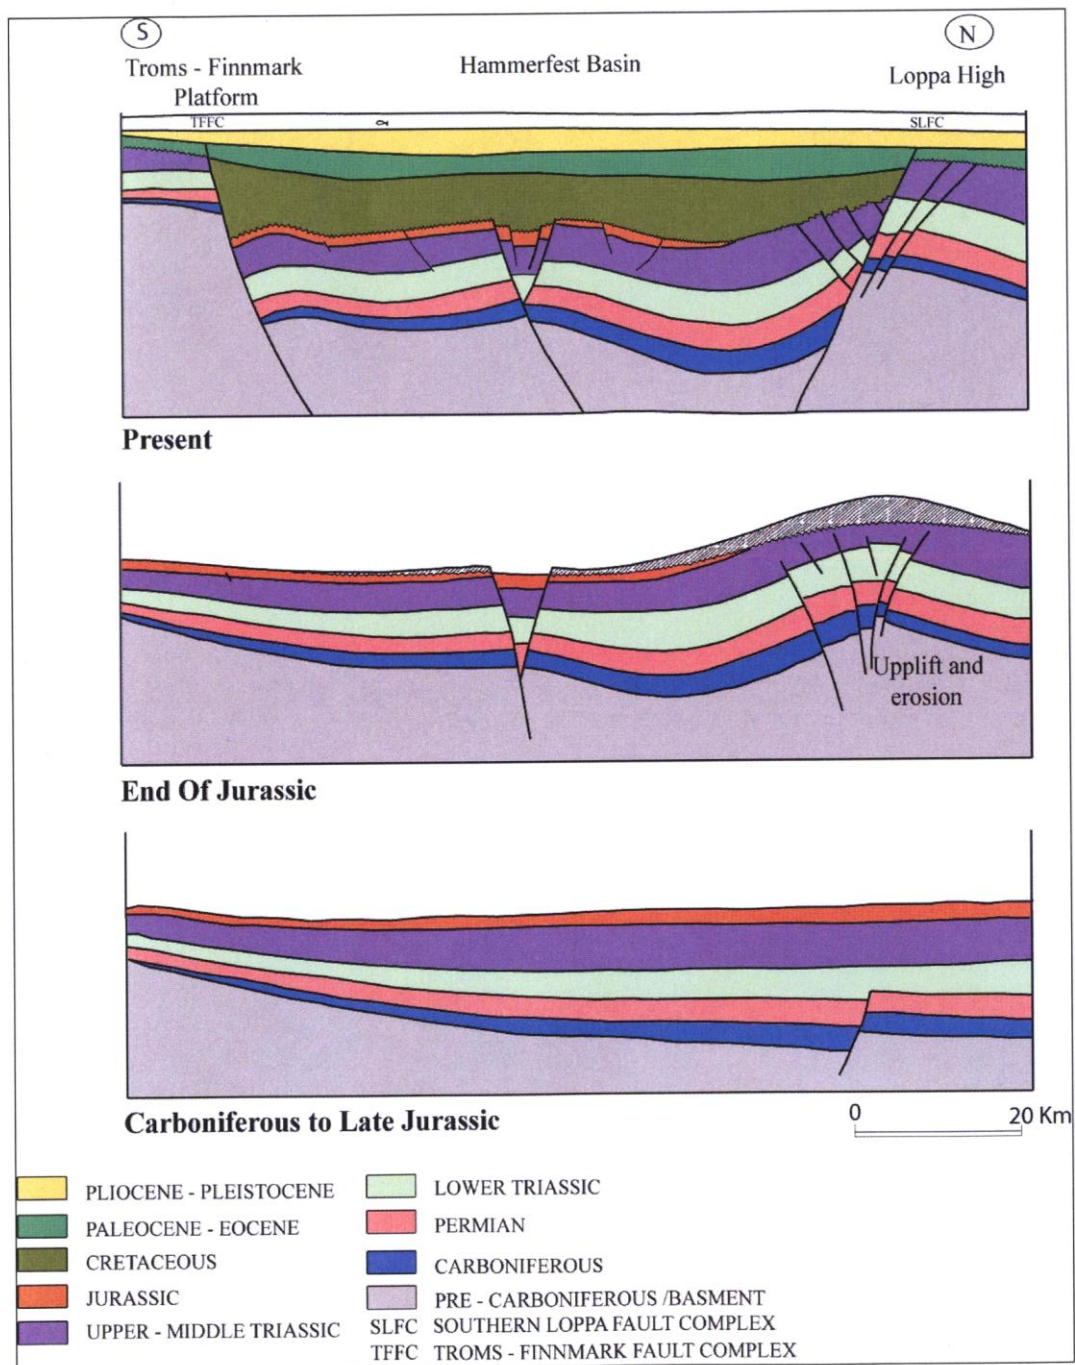 S
N
Troms - Finnmark
Platform
Hammerfest Basin
Loppa High
TFFC
SLFC
Present
Upplift and
erosion
End Of Jurassic
Carboniferous to Late Jurassic
0
20 Km
PLIOCENE - PLEISTOCENE
PALEOCENE - EOCENE
CRETACEOUS
JURASSIC
UPPER - MIDDLE TRIASSIC
LOWER TRIASSIC
PERMIAN
CARBONIFEROUS
PRE - CARBONIFEROUS /BASMENT
SLFC SOUTHERN LOPPA FAULT COMPLEX
TFFC TROMS - FINNMARK FAULT COMPLEX